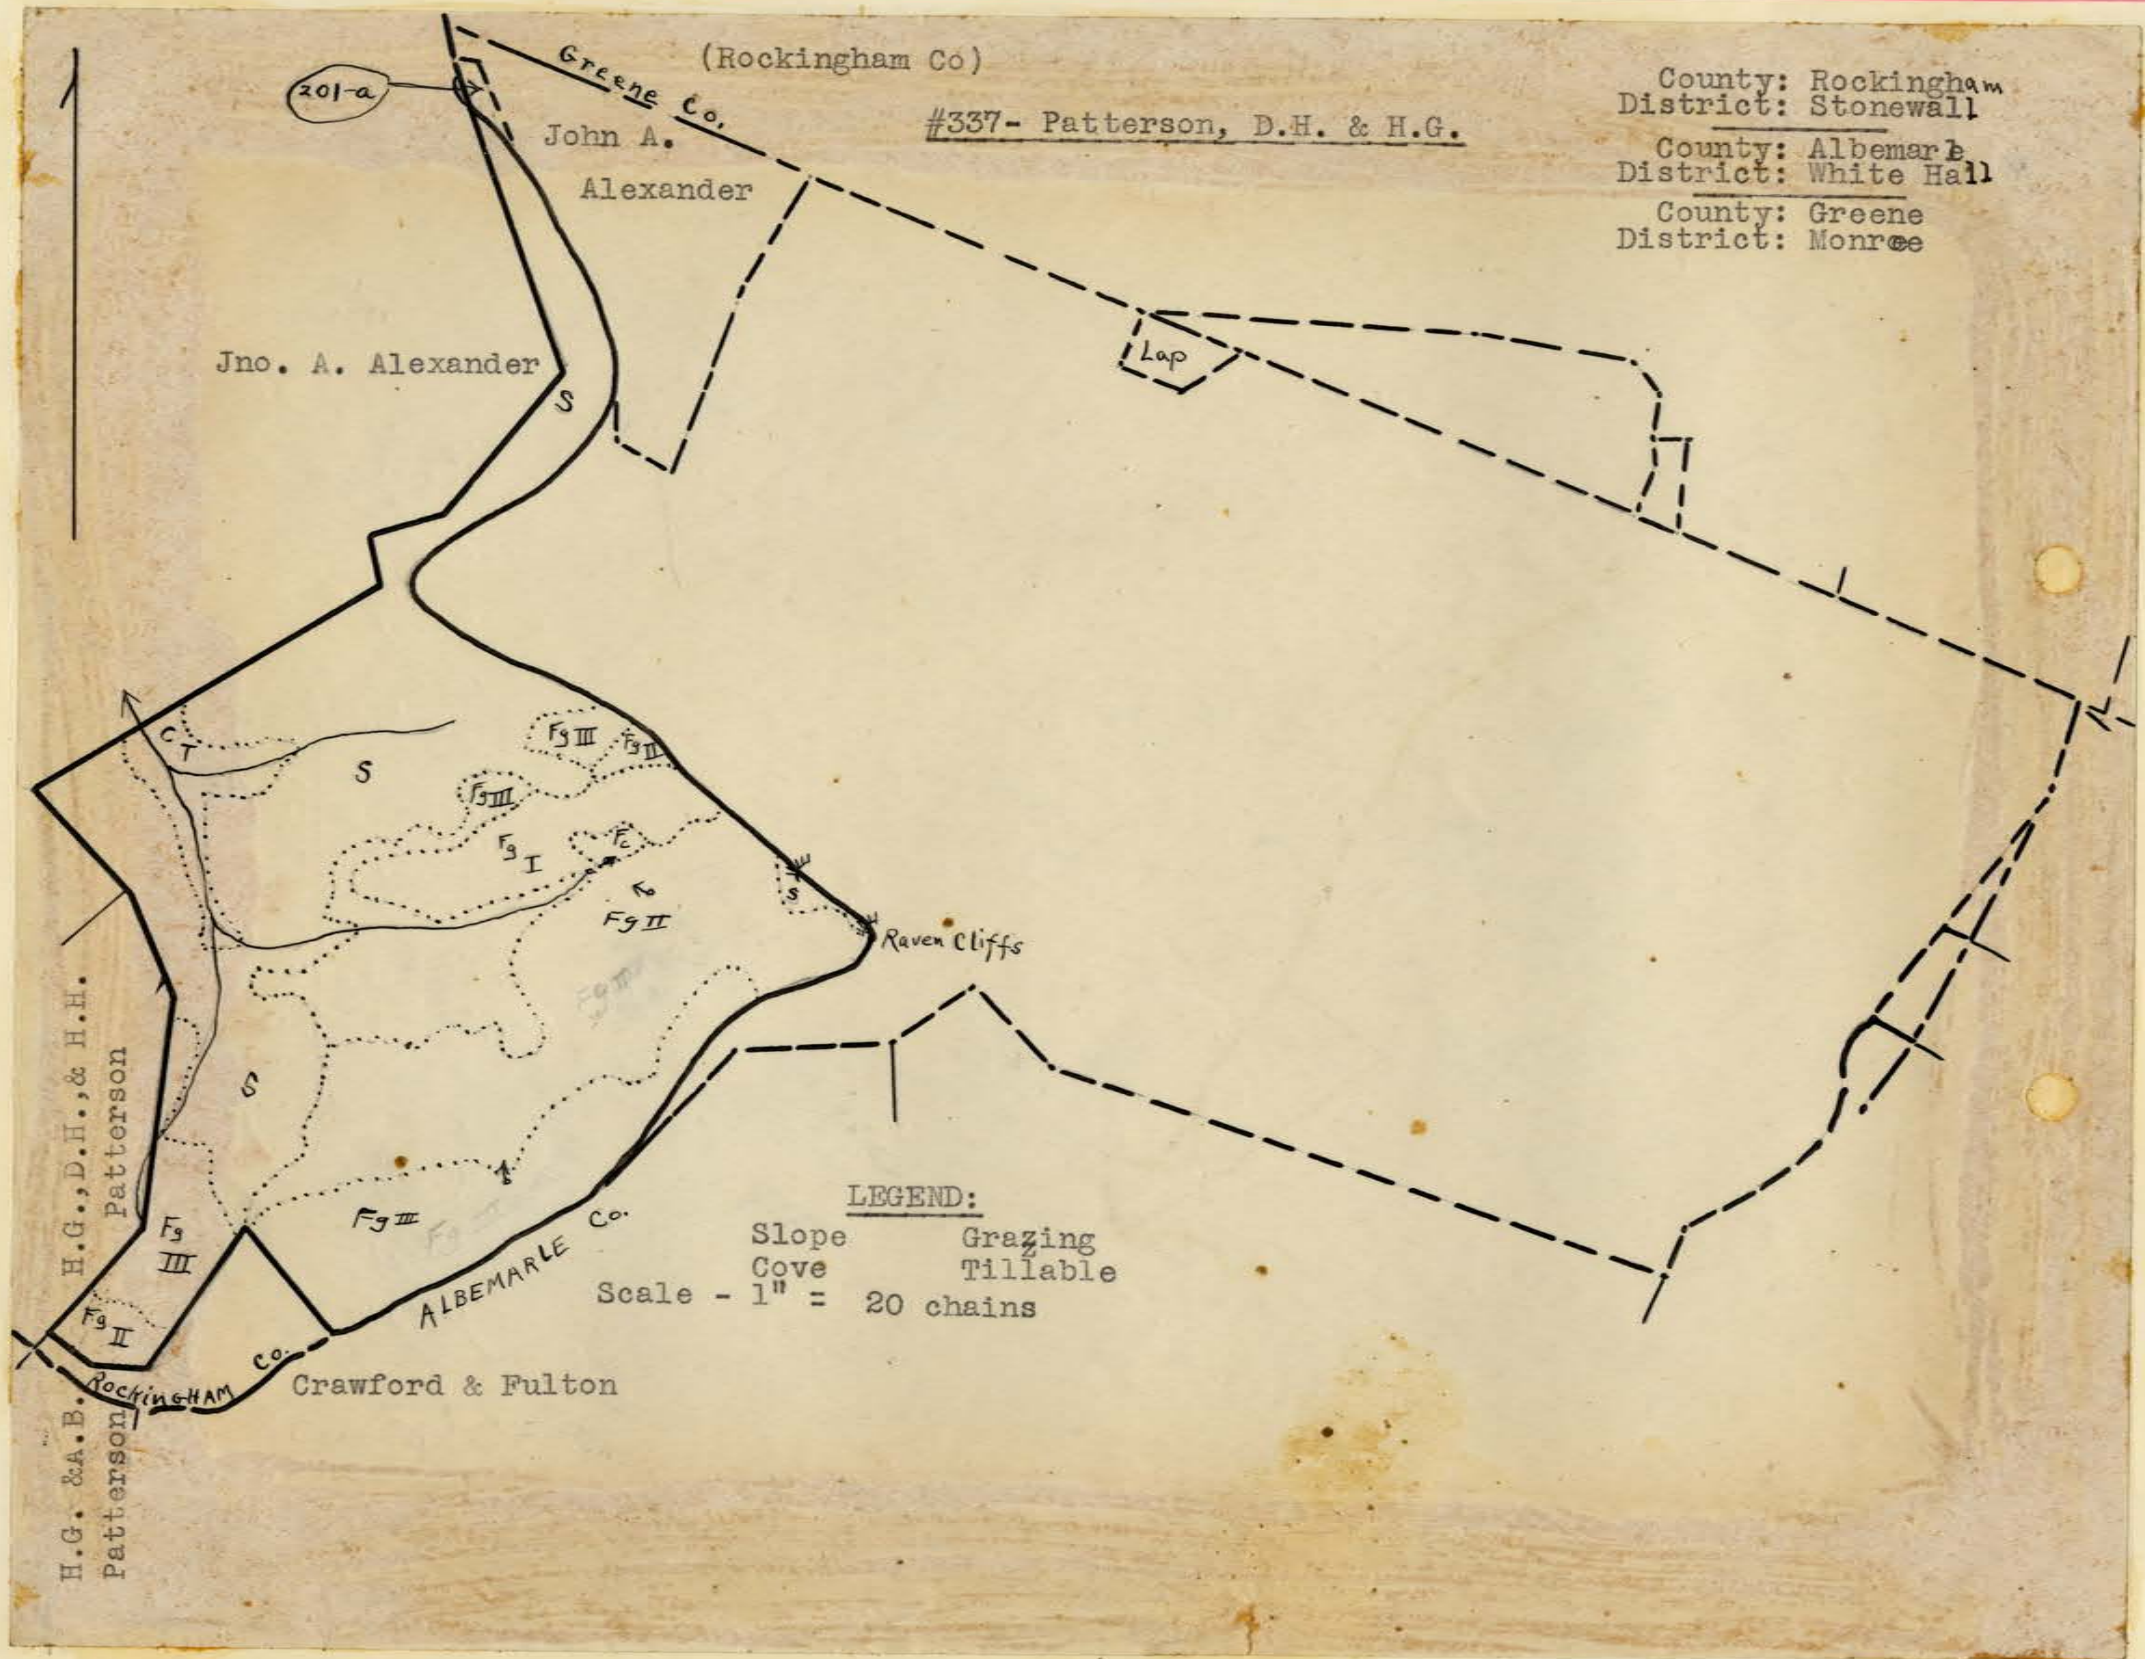 (Rockingham Co)
Greene Co.
201-a
#337- Patterson, D.H. & H.G.
County: Rockingham
District: Stonewall
County: Albemarle
District: White Hall
County: Greene
District: Monroe
John A.
Alexander
Jno. A. Alexander
S
Lap
C T
S
Fg III
Fg II
Fg III
Fg
I
Fc
S
Fg II
Raven Cliffs
Fg III
S
H.G.,D.H.,& H.H.
Patterson
Fg III
Fg
III
Fg
II
Co.
ALBEMARLE
LEGEND:
Slope Grazing
Cove Tillable
Scale - 1" = 20 chains
Rockingham Co.
Crawford & Fulton
H.G. &A.B.
Patterson